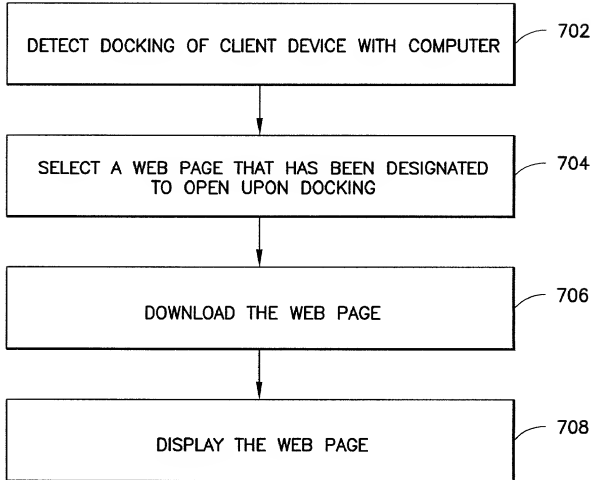 DETECT DOCKING OF CLIENT DEVICE WITH COMPUTER
702
SELECT A WEB PAGE THAT HAS BEEN DESIGNATED
TO OPEN UPON DOCKING
704
DOWNLOAD THE WEB PAGE
706
DISPLAY THE WEB PAGE
708